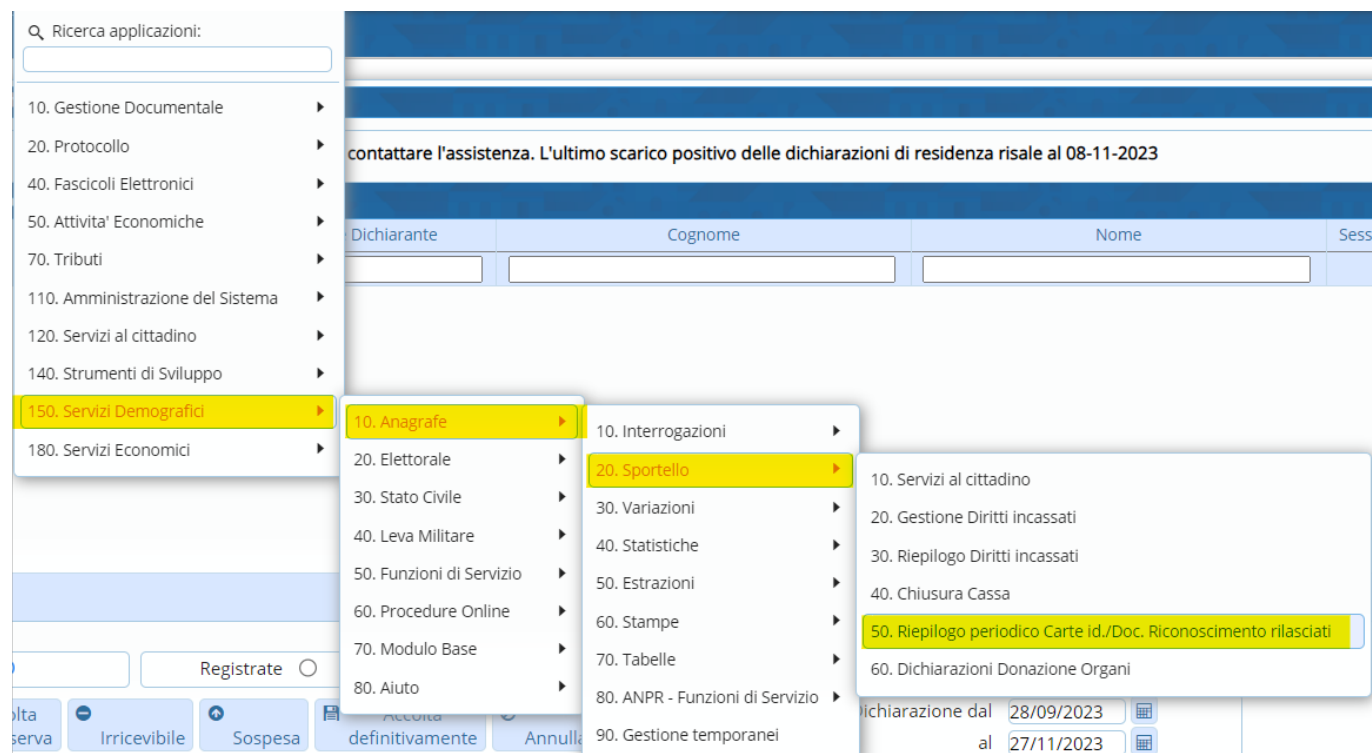 Ricerca applicazioni:
10. Gestione Documentale
20. Protocollo
40. Fascicoli Elettronici
50. Attivita' Economiche
70. Tributi
110. Amministrazione del Sistema
120. Servizi al cittadino
140. Strumenti di Sviluppo
150. Servizi Demografici
180. Servizi Economici
contattare l'assistenza. L'ultimo scarico positivo delle dichiarazioni di residenza risale al 08-11-2023
Dichiarante Cognome Nome Sess
10. Anagrafe
20. Elettorale
30. Stato Civile
40. Leva Militare
50. Funzioni di Servizio
60. Procedure Online
70. Modulo Base
80. Aiuto
10. Interrogazioni
20. Sportello
30. Variazioni
40. Statistiche
50. Estrazioni
60. Stampe
70. Tabelle
80. ANPR - Funzioni di Servizio
90. Gestione temporanei
10. Servizi al cittadino
20. Gestione Diritti incassati
30. Riepilogo Diritti incassati
40. Chiusura Cassa
50. Riepilogo periodico Carte id./Doc. Riconoscimento rilasciati
60. Dichiarazioni Donazione Organi
Registrate
Irricevibile
Sospesa
definitivamente
ichiarazione dal 28/09/2023
al 27/11/2023